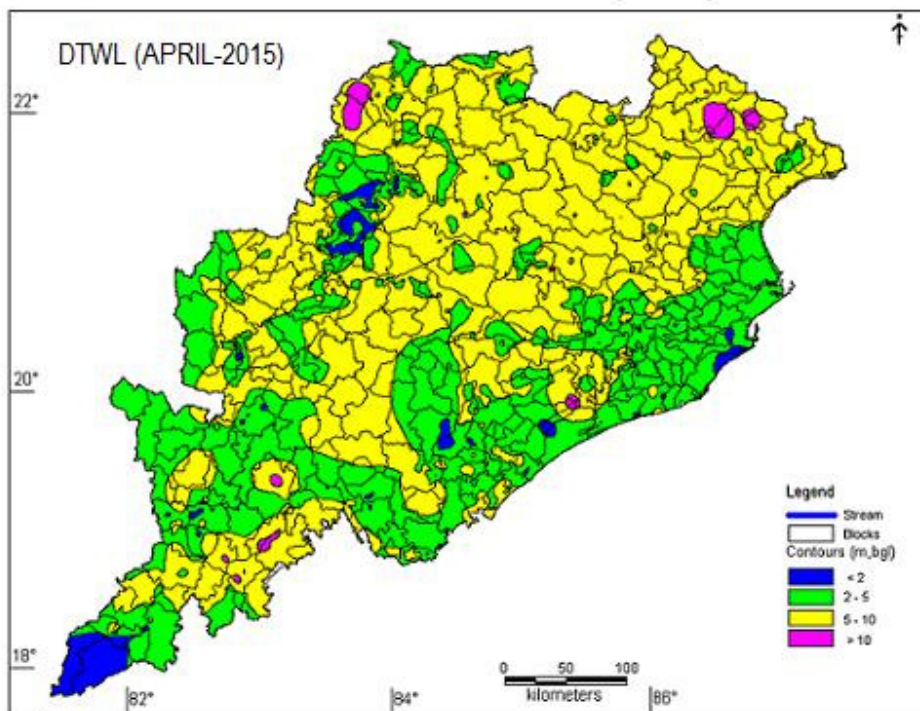 DTWL (APRIL-2015)
22°
20°
18°
82°
84°
86°
0 50 100
kilometers
Legend
Stream
Blocks
Contours (m,bgl)
< 2
2 - 5
5 - 10
> 10